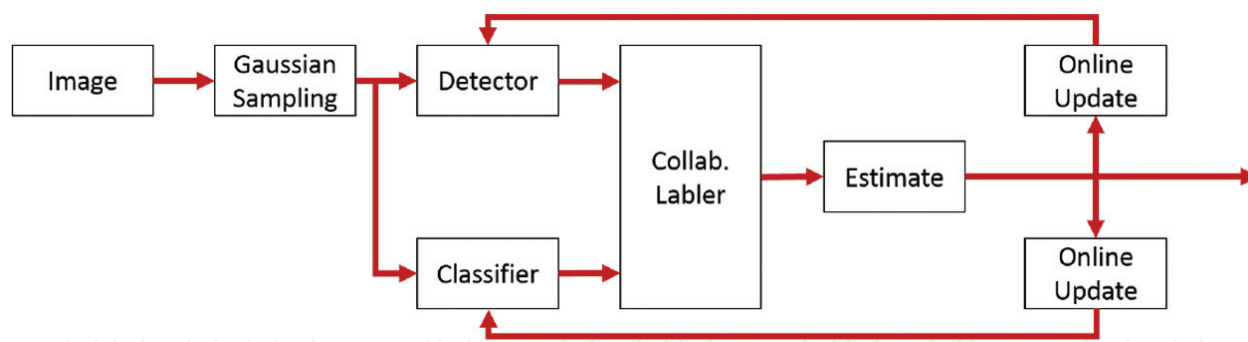 Image
Gaussian
Sampling
Detector
Classifier
Collab.
Labler
Estimate
Online
Update
Online
Update